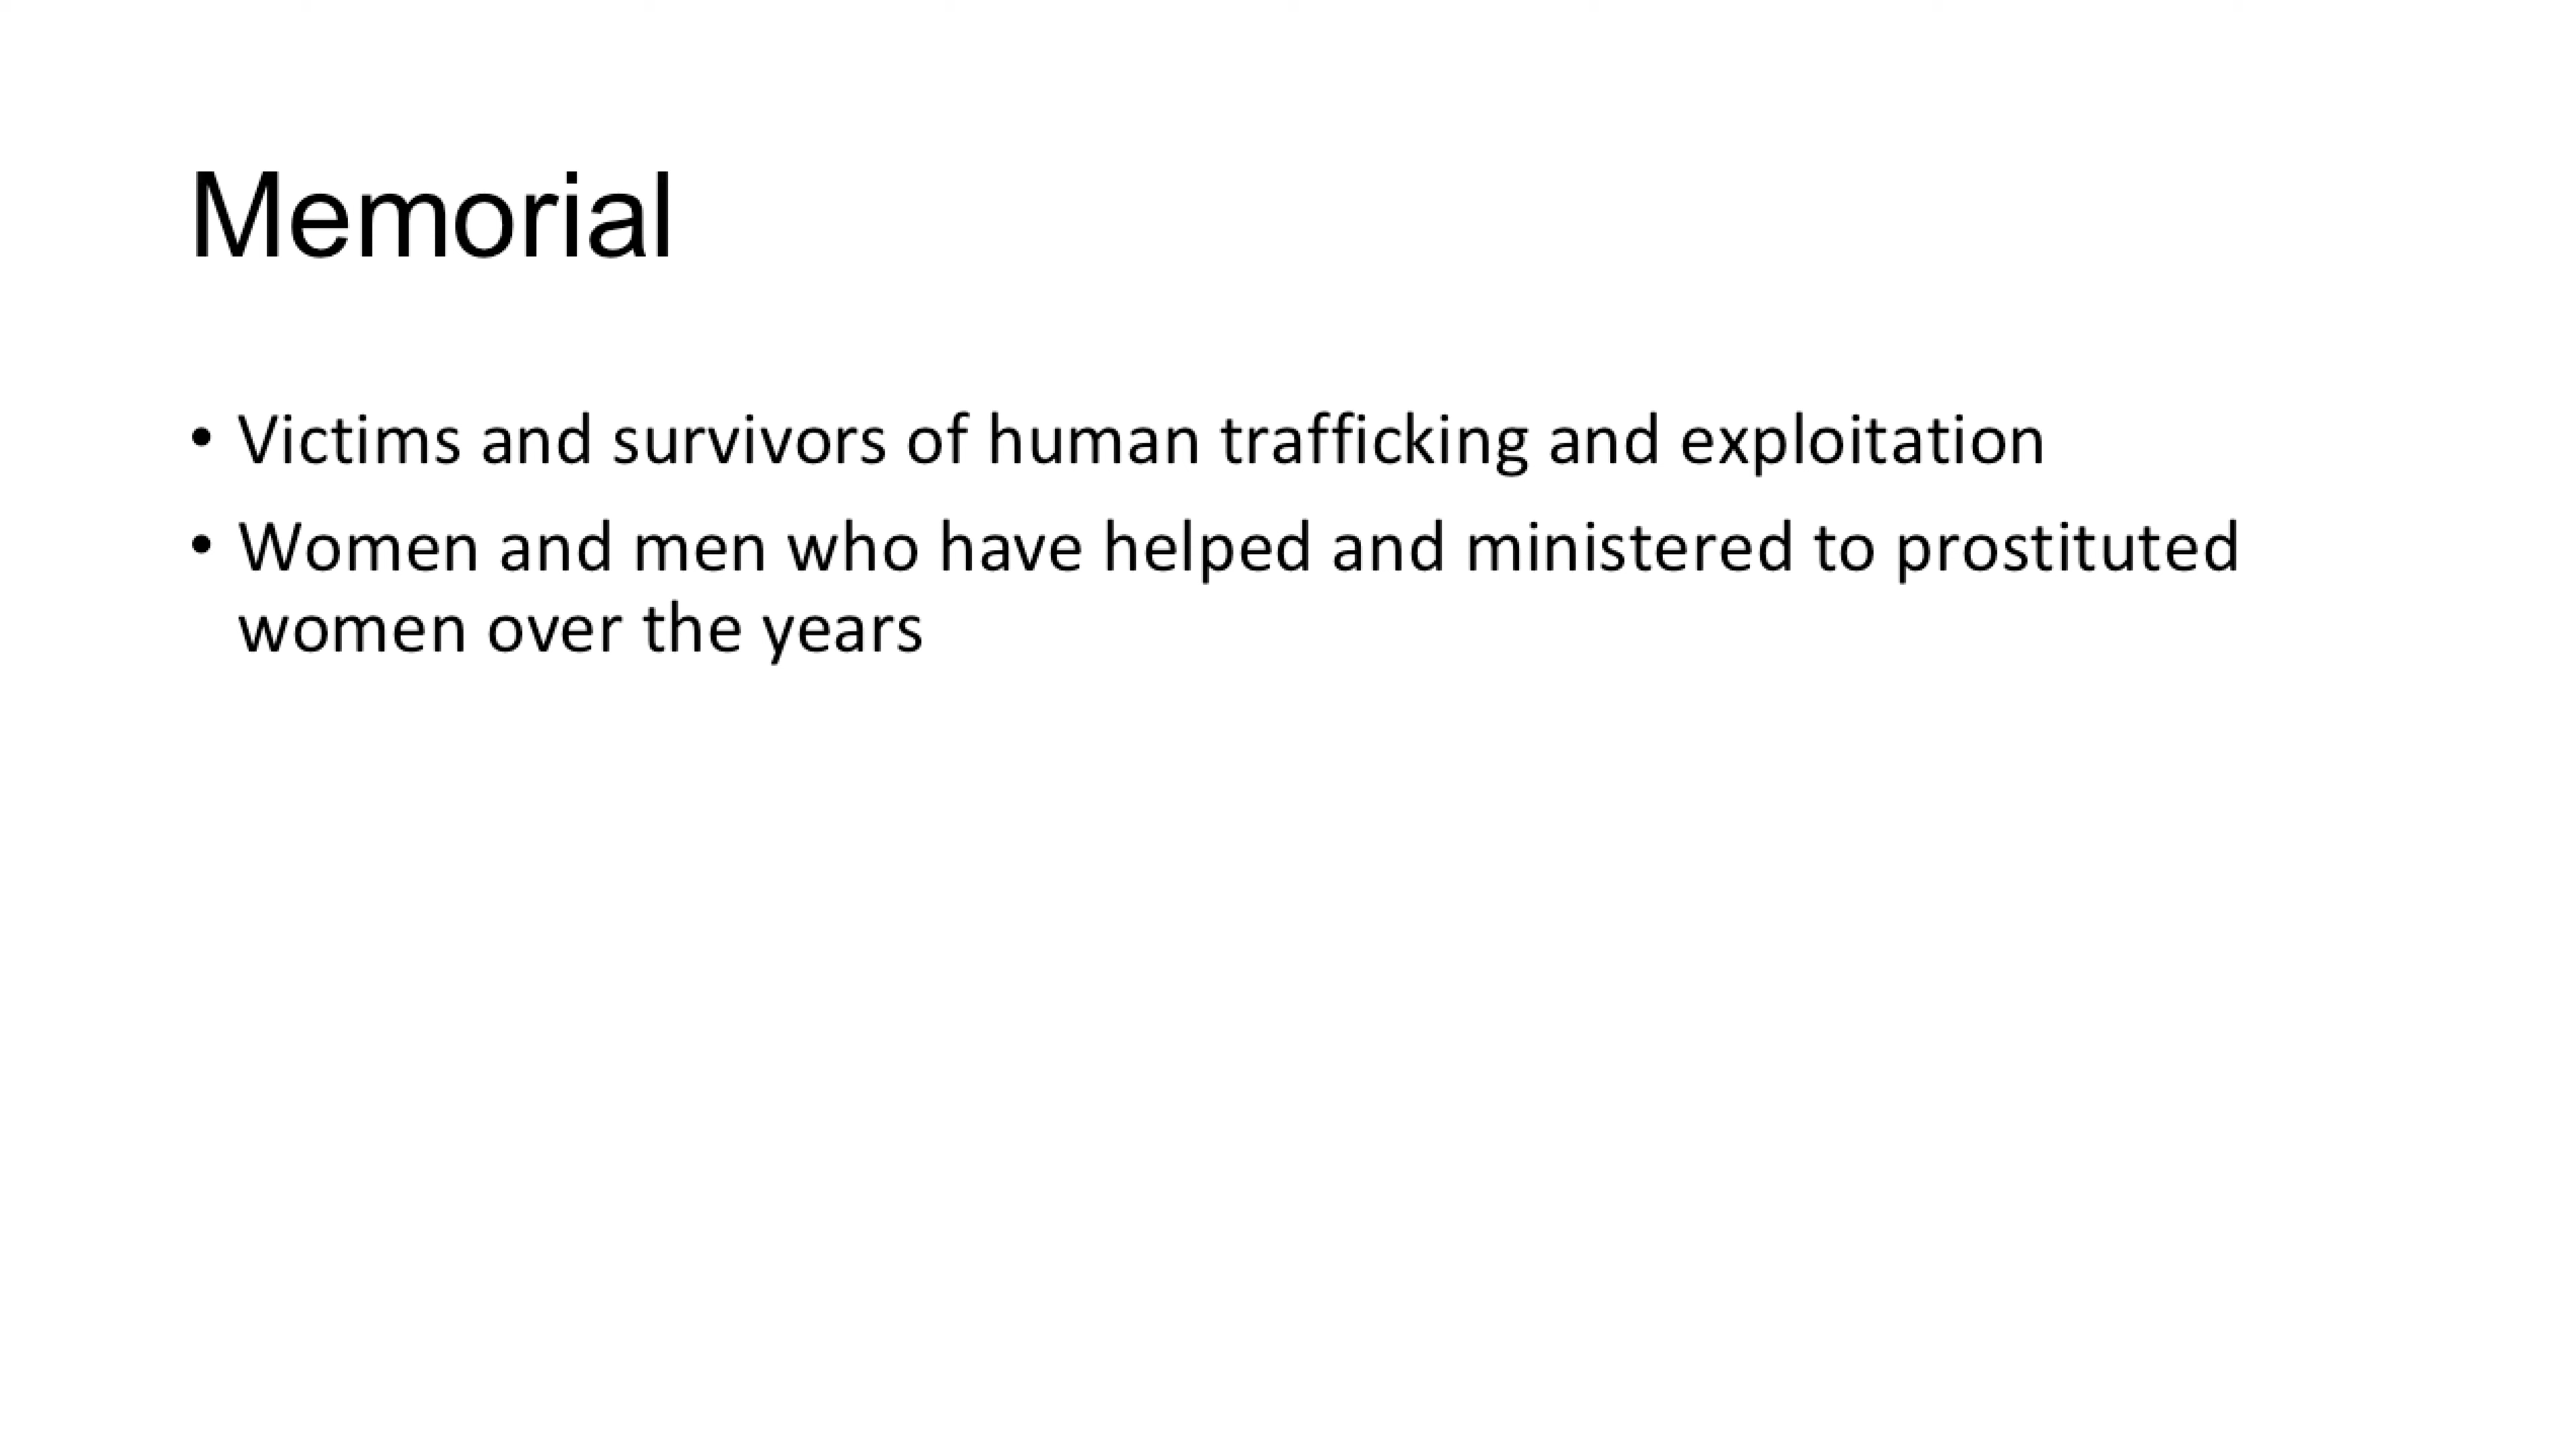 Memorial
• Victims and survivors of human trafficking and exploitation
• Women and men who have helped and ministered to prostituted
women over the years